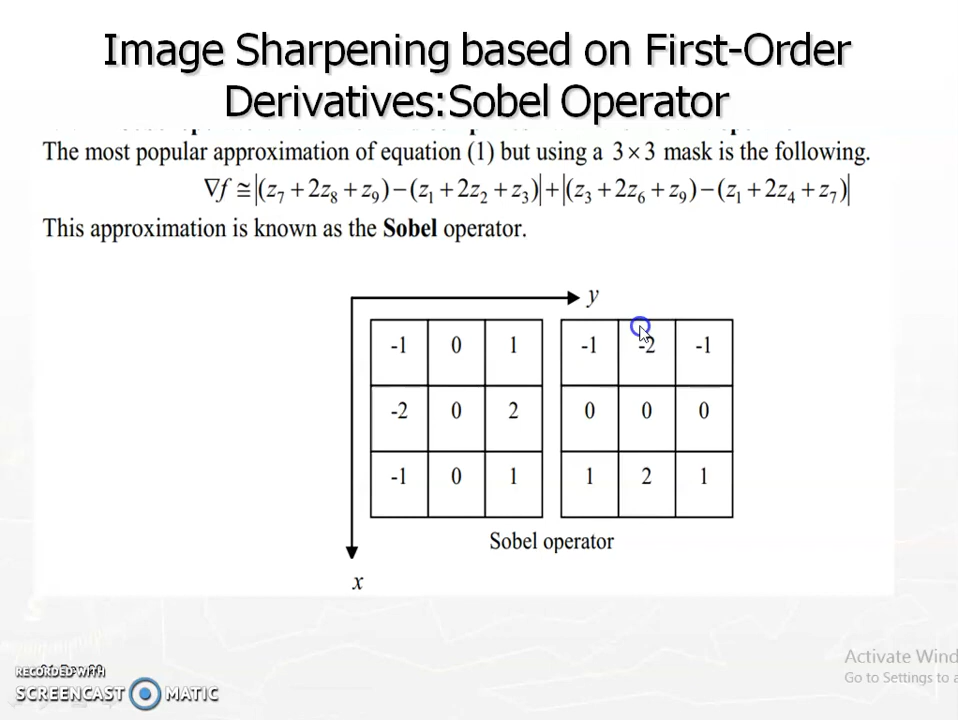 Image Sharpening based on First-Order
Derivatives:Sobel Operator
The most popular approximation of equation (1) but using a 3 × 3 mask is the following.
∇f ≅ |(z₇ + 2z₈ + z₉) − (z₁ + 2z₂ + z₃)| + |(z₃ + 2z₆ + z₉) − (z₁ + 2z₄ + z₇)|
This approximation is known as the Sobel operator.
y
-1 0 1 -1 -2 -1
-2 0 2 0 0 0
-1 0 1 1 2 1
Sobel operator
x
Activate Wind
Go to Settings to a
RECORDED WITH
SCREENCAST MATIC